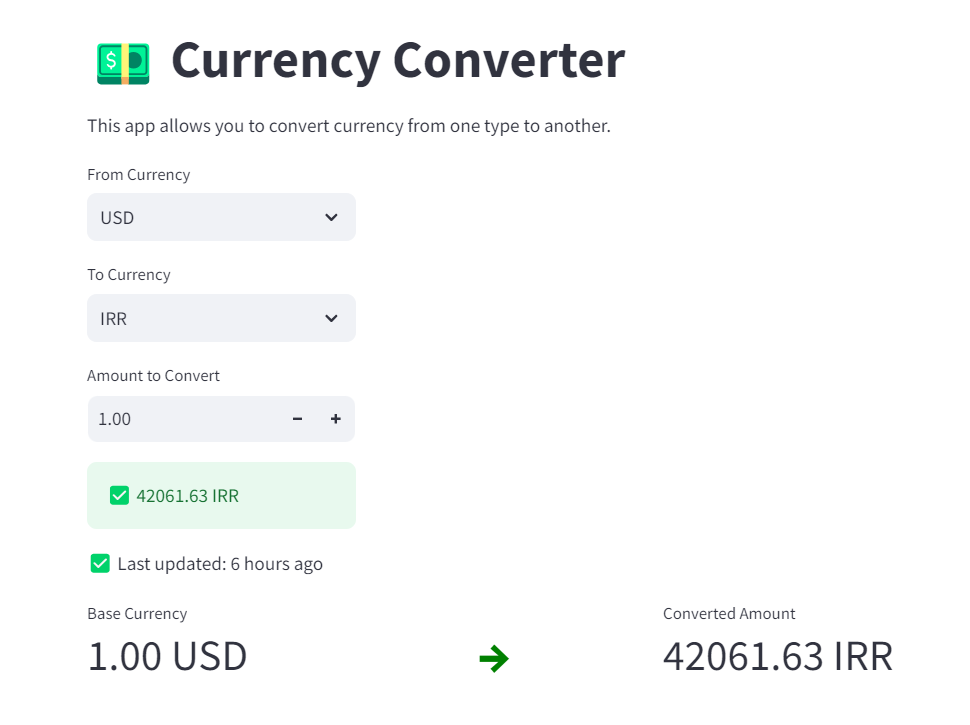 Currency Converter
This app allows you to convert currency from one type to another.
From Currency
USD
To Currency
IRR
Amount to Convert
1.00 - +
42061.63 IRR
Last updated: 6 hours ago
Base Currency
1.00 USD
Converted Amount
42061.63 IRR